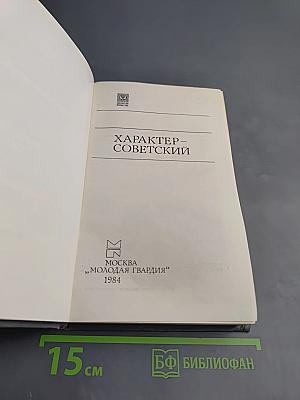 ХАРАКТЕР–
СОВЕТСКИЙ
МОСКВА
„МОЛОДАЯ ГВАРДИЯ"
1984
15 см
БФ БИБЛИОФАН